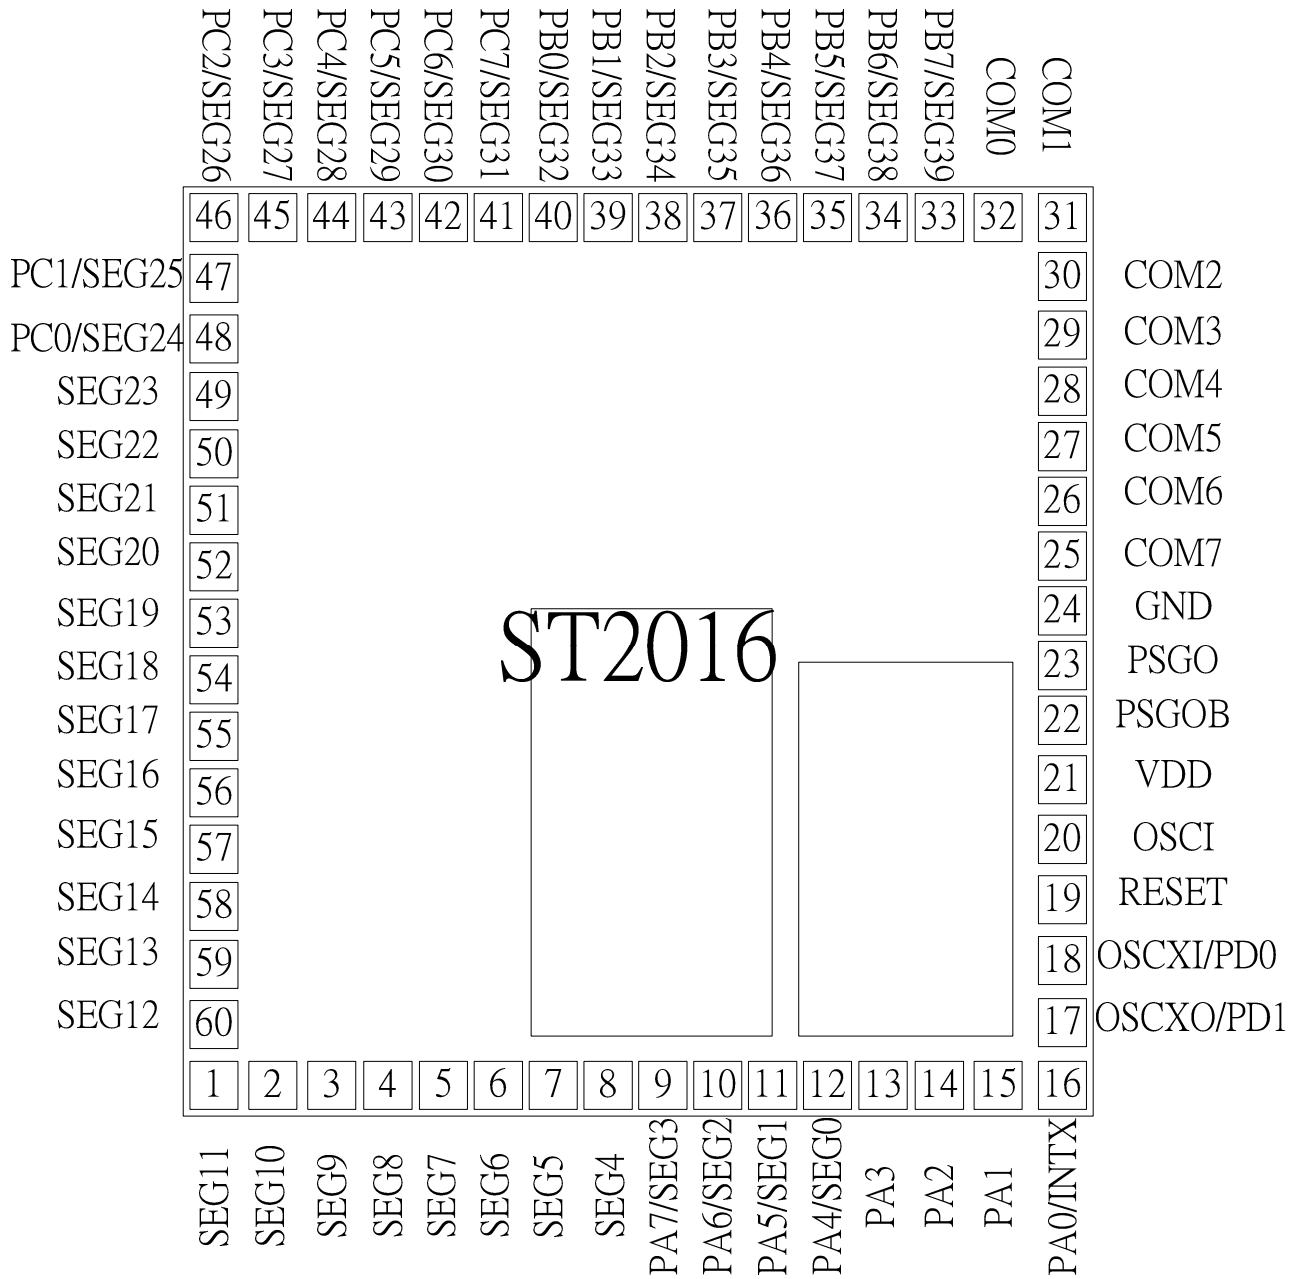 PC2/SEG26
PC3/SEG27
PC4/SEG28
PC5/SEG29
PC6/SEG30
PC7/SEG31
PB0/SEG32
PB1/SEG33
PB2/SEG34
PB3/SEG35
PB4/SEG36
PB5/SEG37
PB6/SEG38
PB7/SEG39
COM0
COM1
46 45 44 43 42 41 40 39 38 37 36 35 34 33 32 31
PC1/SEG25 47 30 COM2
PC0/SEG24 48 29 COM3
SEG23 49 28 COM4
SEG22 50 27 COM5
SEG21 51 26 COM6
SEG20 52 25 COM7
SEG19 53 24 GND
ST2016
SEG18 54 23 PSGO
SEG17 55 22 PSGOB
SEG16 56 21 VDD
SEG15 57 20 OSCI
SEG14 58 19 RESET
SEG13 59 18 OSCXI/PD0
SEG12 60 17 OSCXO/PD1
1 2 3 4 5 6 7 8 9 10 11 12 13 14 15 16
SEG11
SEG10
SEG9
SEG8
SEG7
SEG6
SEG5
SEG4
PA7/SEG3
PA6/SEG2
PA5/SEG1
PA4/SEG0
PA3
PA2
PA1
PA0/INTX